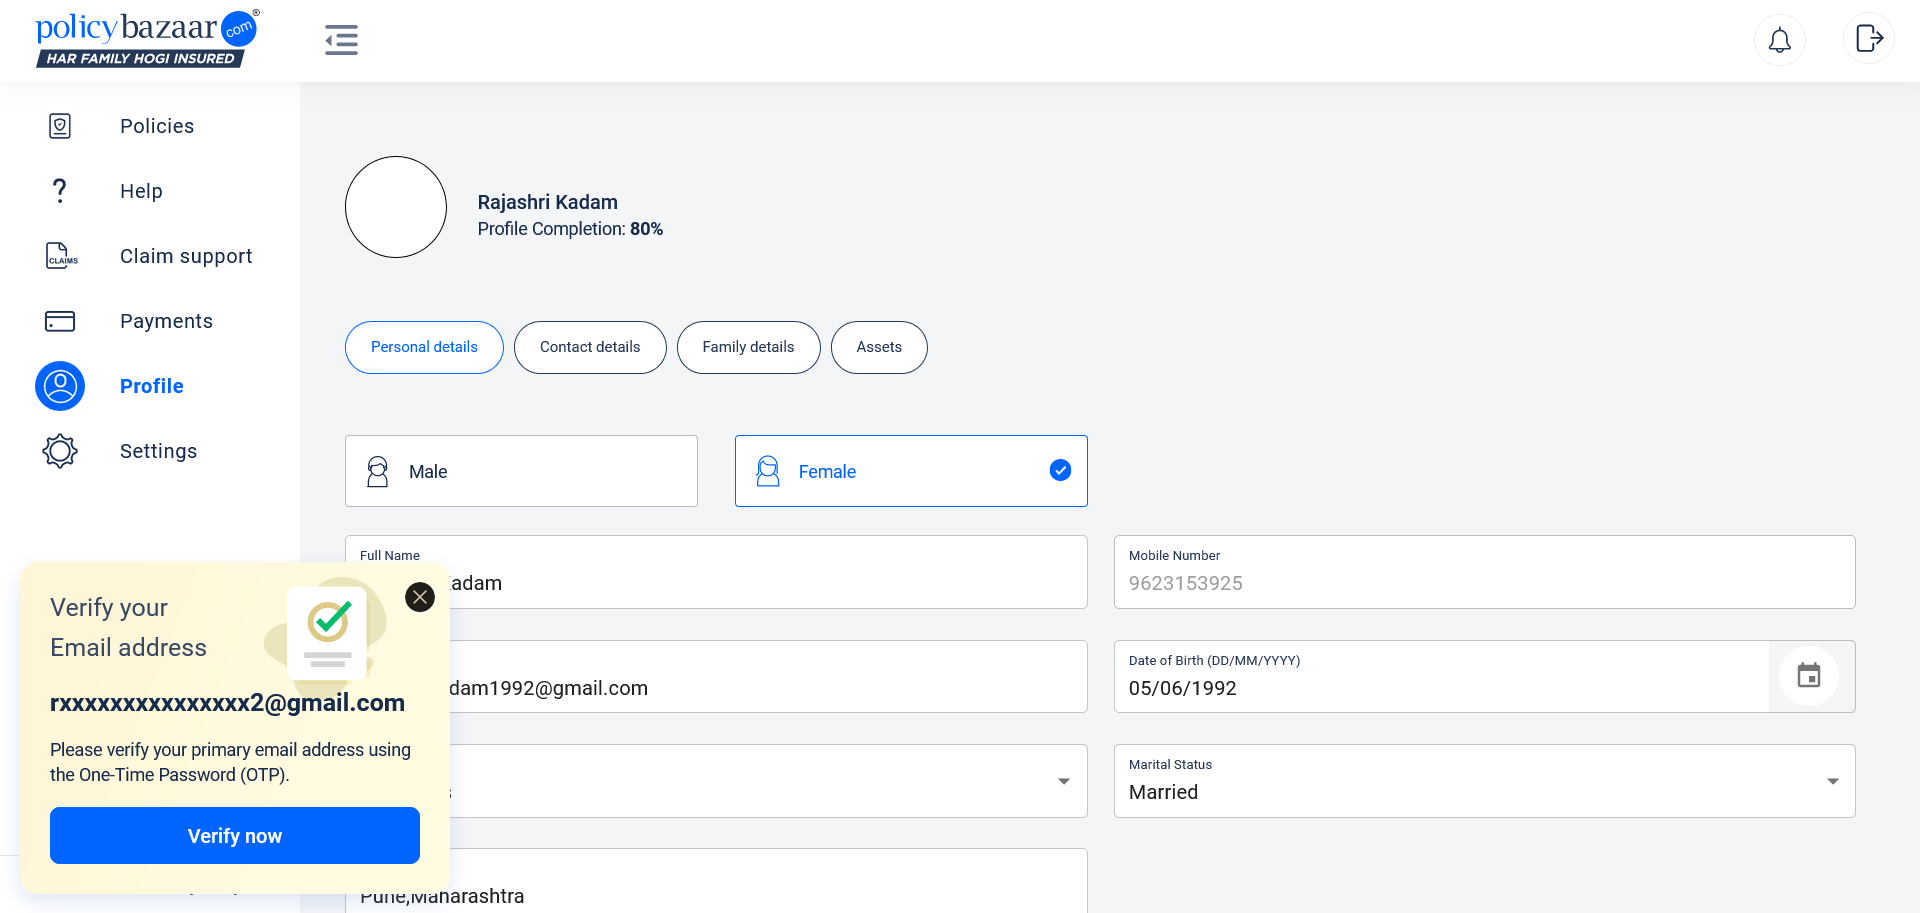 policybazaar com®
HAR FAMILY HOGI INSURED
Policies
Help
CLAIMS
Claim support
Payments
Profile
Settings
Rajashri Kadam
Profile Completion: 80%
Personal details
Contact details
Family details
Assets
Male
Female
Full Name
Mobile Number
9623153925
dam1992@gmail.com
Date of Birth (DD/MM/YYYY)
05/06/1992
Marital Status
Married
Pune,Maharashtra
Verify your
Email address
rxxxxxxxxxxxxxxx2@gmail.com
Please verify your primary email address using
the One-Time Password (OTP).
Verify now